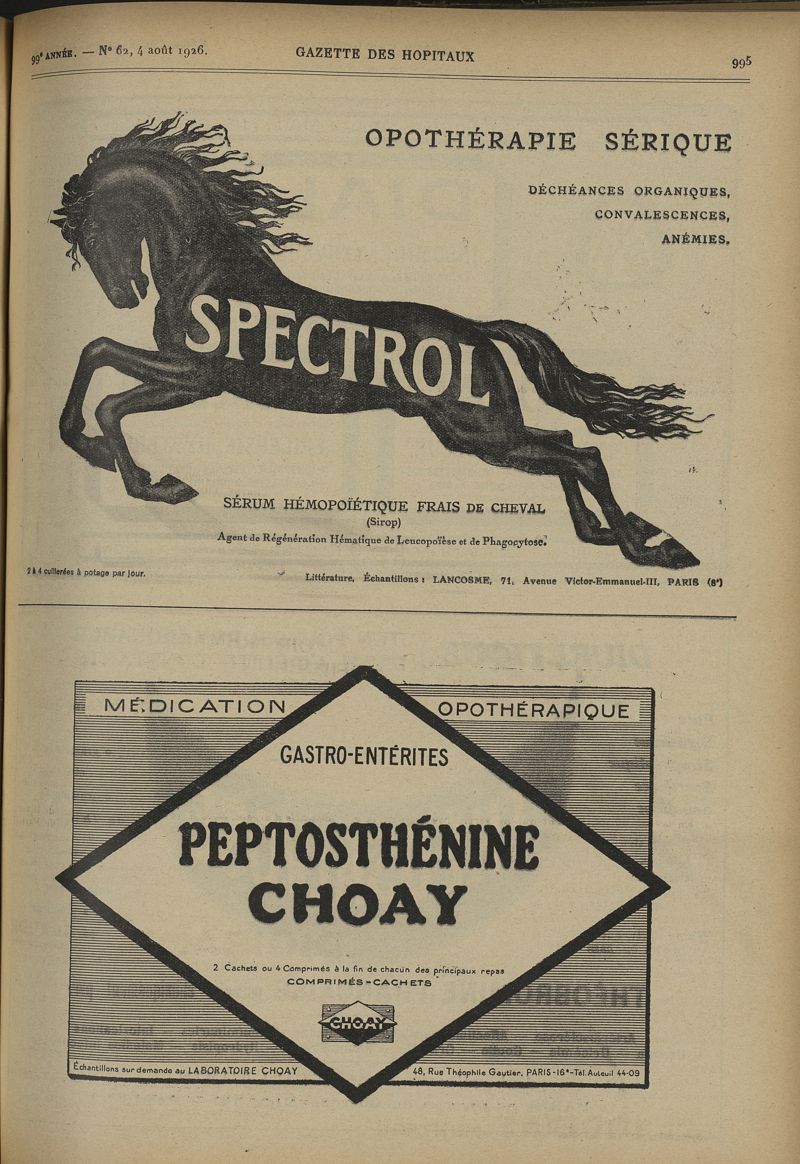 99e ANNÉE. — N° 62, 4 août 1926. GAZETTE DES HOPITAUX 995
OPOTHÉRAPIE SÉRIQUE
DÉCHÉANCES ORGANIQUES,
CONVALESCENCES,
ANÉMIES.
SPECTROL
SÉRUM HÉMOPOÏÉTIQUE FRAIS DE CHEVAL
(Sirop)
Agent de Régénération Hématique de Leucopoïèse et de Phagocytose.
2 à 4 cuillerées à potage par jour.
Littérature, Échantillons : LANCOSME, 71, Avenue Victor-Emmanuel-III, PARIS (8e)
MÉDICATION OPOTHÉRAPIQUE
GASTRO-ENTÉRITES
PEPTOSTHÉNINE
CHOAY
2 Cachets ou 4 Comprimés à la fin de chacun des principaux repas
COMPRIMÉS - CACHETS
CHOAY
Échantillons sur demande au LABORATOIRE CHOAY 48, Rue Théophile Gautier, PARIS-16e-Tél. Auteuil 44-09